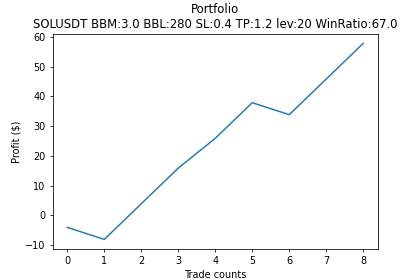 Portfolio
SOLUSDT BBM:3.0 BBL:280 SL:0.4 TP:1.2 lev:20 WinRatio:67.0
60
50
40
30
20
10
0
−10
Profit ($)
0 1 2 3 4 5 6 7 8
Trade counts